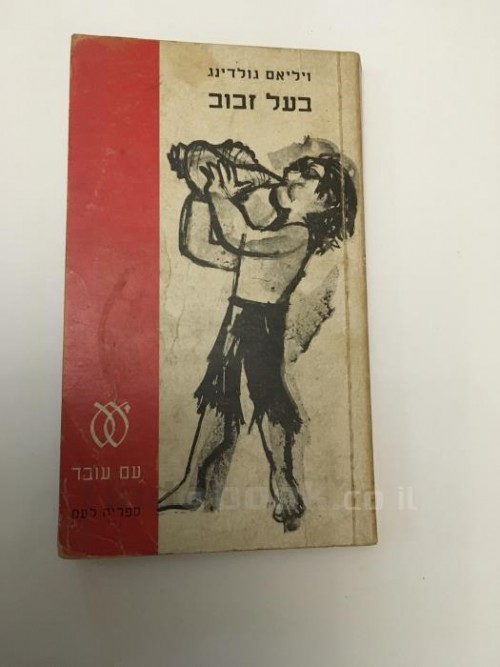 ויליאם גולדינג
בעל זבוב
עם עובד
ספריה לעם